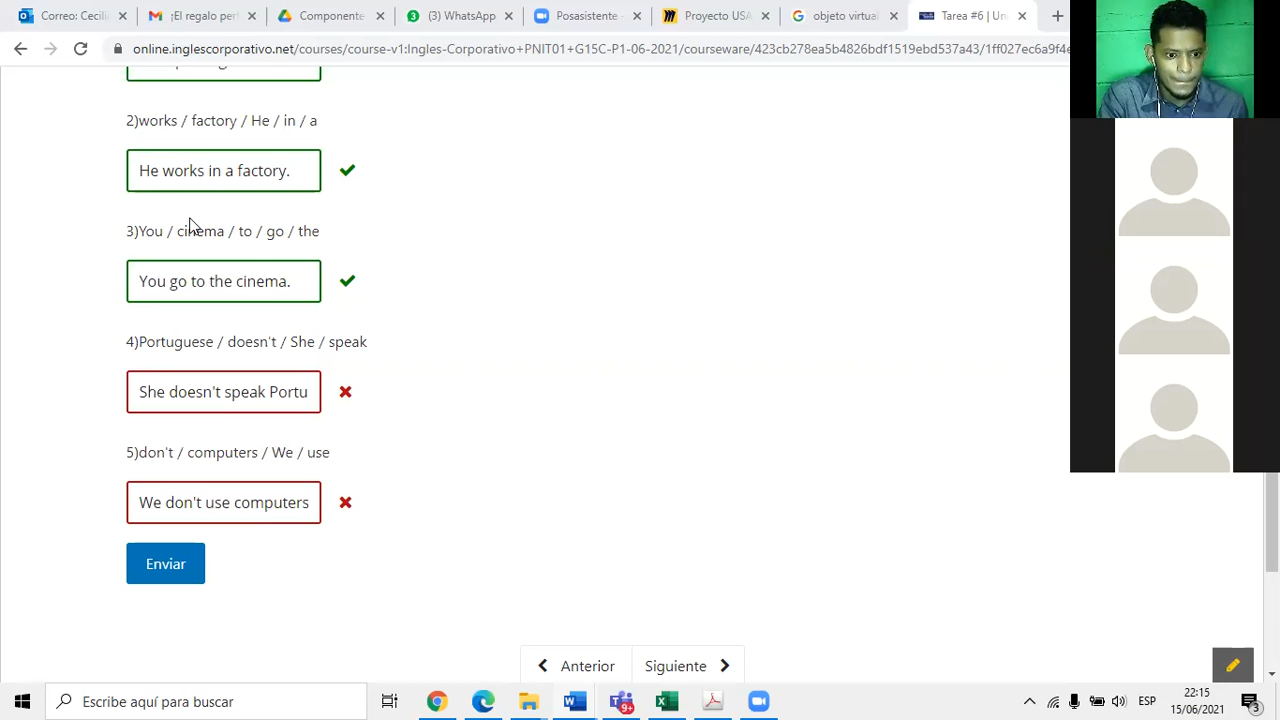 Correo: Cecili
¡El regalo parl
Componente
(3) WhatsApp
Posasistente -
Proyecto USA
objeto virtual
Tarea #6 | Un
online.inglescorporativo.net/courses/course-v1:Ingles-Corporativo+PNIT01+G15C-P1-06-2021/courseware/423cb278ea5b4826bdf1519ebd537a43/1ff027ec6a9f4e
2)works / factory / He / in / a
He works in a factory.
3)You / cinema / to / go / the
You go to the cinema.
4)Portuguese / doesn't / She / speak
She doesn't speak Portu
5)don't / computers / We / use
We don't use computers
Enviar
Anterior Siguiente
Escribe aquí para buscar
9+
ESP
22:15
15/06/2021
3